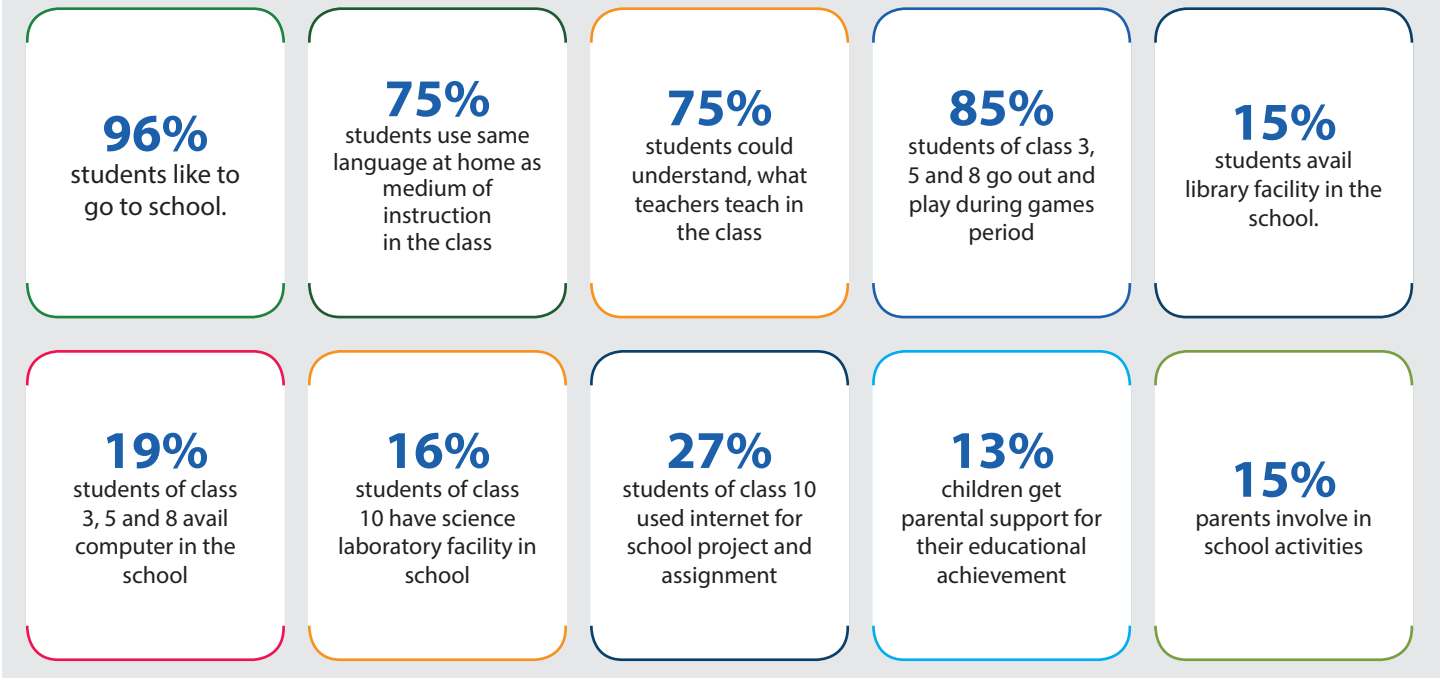 96%
students like to
go to school.
75%
students use same
language at home as
medium of
instruction
in the class
75%
students could
understand, what
teachers teach in
the class
85%
students of class 3,
5 and 8 go out and
play during games
period
15%
students avail
library facility in the
school.
19%
students of class
3, 5 and 8 avail
computer in the
school
16%
students of class
10 have science
laboratory facility in
school
27%
students of class 10
used internet for
school project and
assignment
13%
children get
parental support for
their educational
achievement
15%
parents involve in
school activities